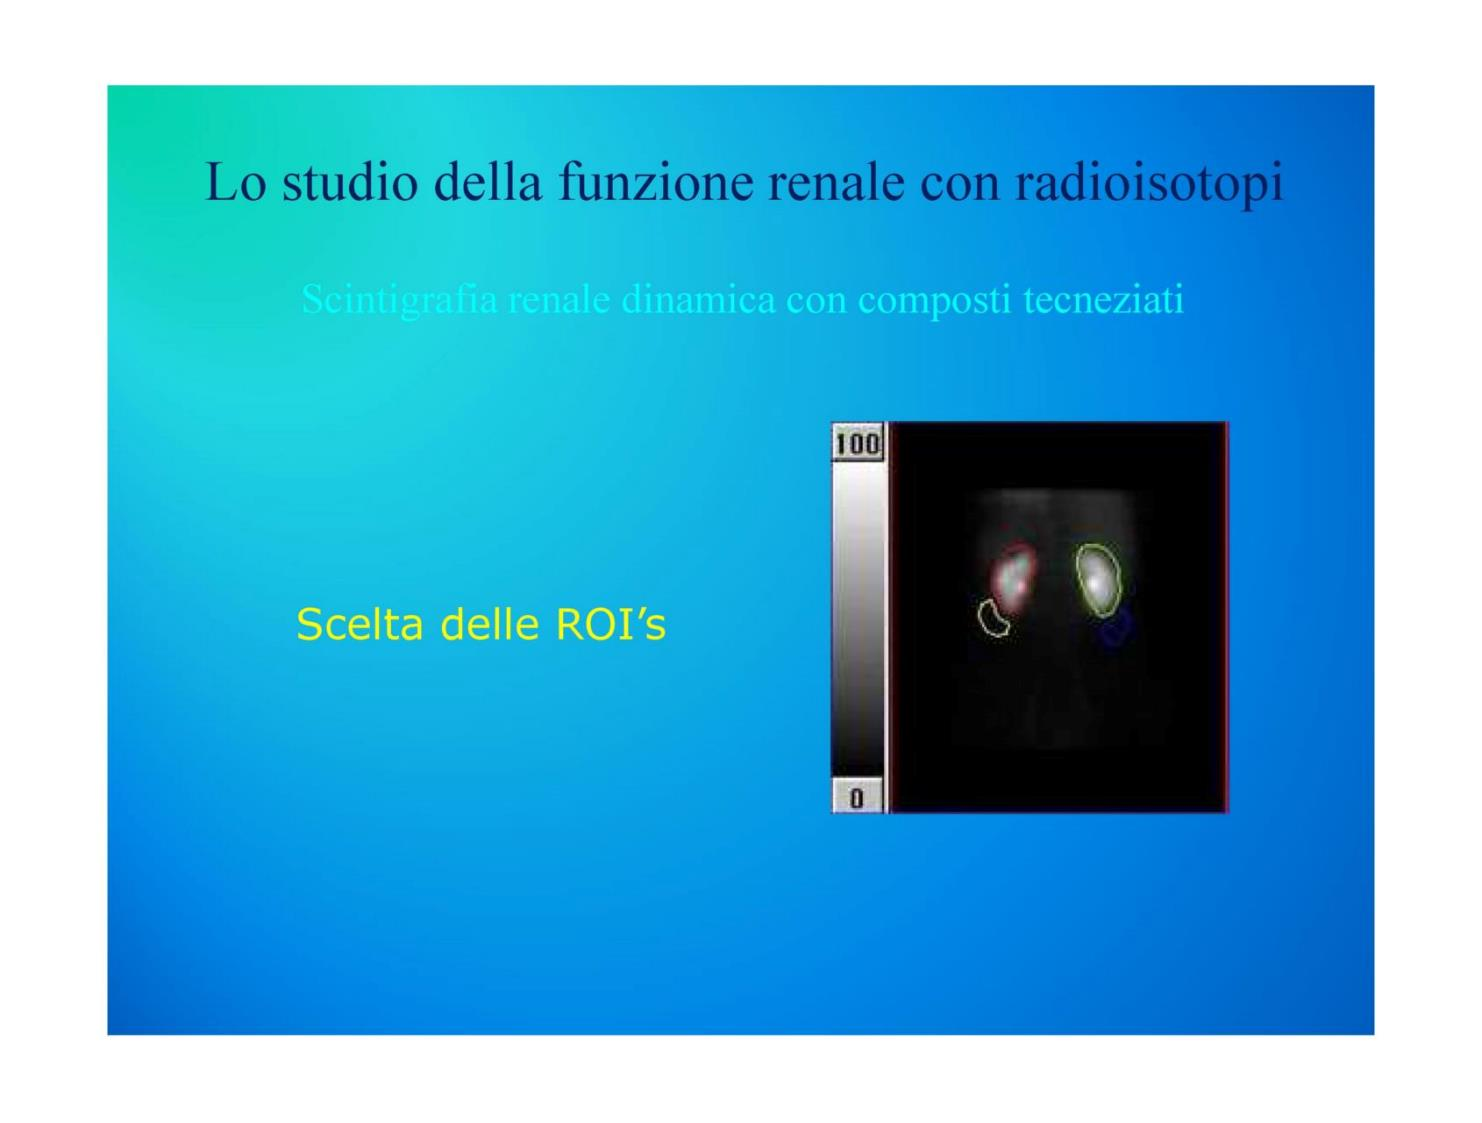 Lo studio della funzione renale con radioisotopi
Scintigrafia renale dinamica con composti tecneziati
100
Scelta delle ROI’s
0